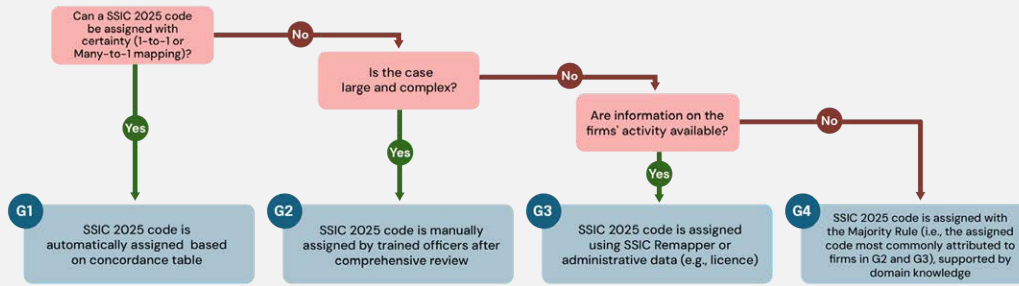 Can a SSIC 2025 code
be assigned with
certainty (1-to-1 or
Many-to-1 mapping)?
No
Is the case
large and complex?
No
Are information on the
firms' activity available?
No
Yes
Yes
Yes
G1
SSIC 2025 code is
automatically assigned based
on concordance table
G2
SSIC 2025 code is manually
assigned by trained officers after
comprehensive review
G3
SSIC 2025 code is assigned
using SSIC Remapper or
administrative data (e.g., licence)
G4
SSIC 2025 code is assigned with
the Majority Rule (i.e., the assigned
code most commonly attributed to
firms in G2 and G3), supported by
domain knowledge